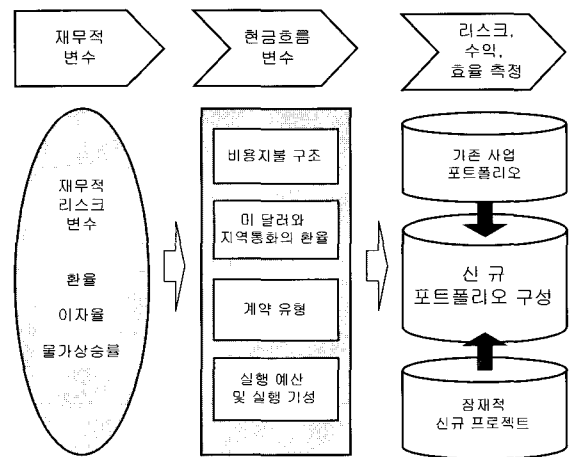 재무적
변수
현금흐름
변수
리스크,
수익,
효율 측정
재무적
리스크
변수
환율
이자율
물가상승률
비용지불 구조
미 달러와
지역통화의 환율
계약 유형
실행 예산
및 실행 기성
기존 사업
포트폴리오
신 규
포트폴리오 구성
잠재적
신규 프로젝트